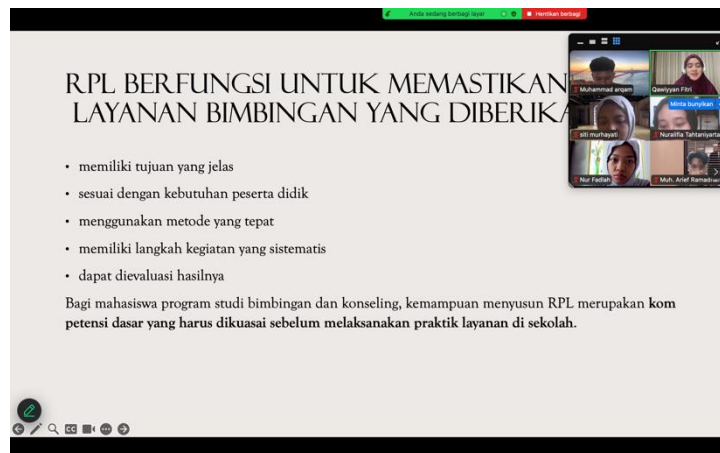 Anda sedang berbagi layar
Hentikan berbagi
RPL BERFUNGSI UNTUK MEMASTIKAN
LAYANAN BIMBINGAN YANG DIBERIKA
• memiliki tujuan yang jelas
• sesuai dengan kebutuhan peserta didik
• menggunakan metode yang tepat
• memiliki langkah kegiatan yang sistematis
• dapat dievaluasi hasilnya
Bagi mahasiswa program studi bimbingan dan konseling, kemampuan menyusun RPL merupakan kom
petensi dasar yang harus dikuasai sebelum melaksanakan praktik layanan di sekolah.
Muhammad arqam
Qawiyyan Fitri
Minta bunyikan
siti murhayati
Nuralifia Tahtaniyarta
Nur Fadiah
Muh. Arief Ramadhan
CC